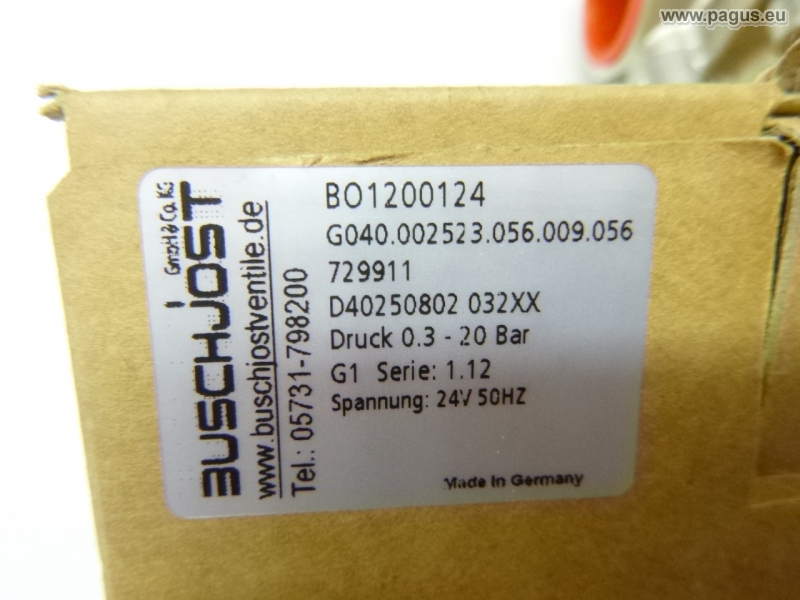 www.pagus.eu
BUSCHJOST
GmbH & Co. KG
www.buschjostventile.de
Tel.: 05731-798200
BO1200124
G040.002523.056.009.056
729911
D40250802 032XX
Druck 0.3 - 20 Bar
G1 Serie: 1.12
Spannung: 24V 50HZ
Made in Germany